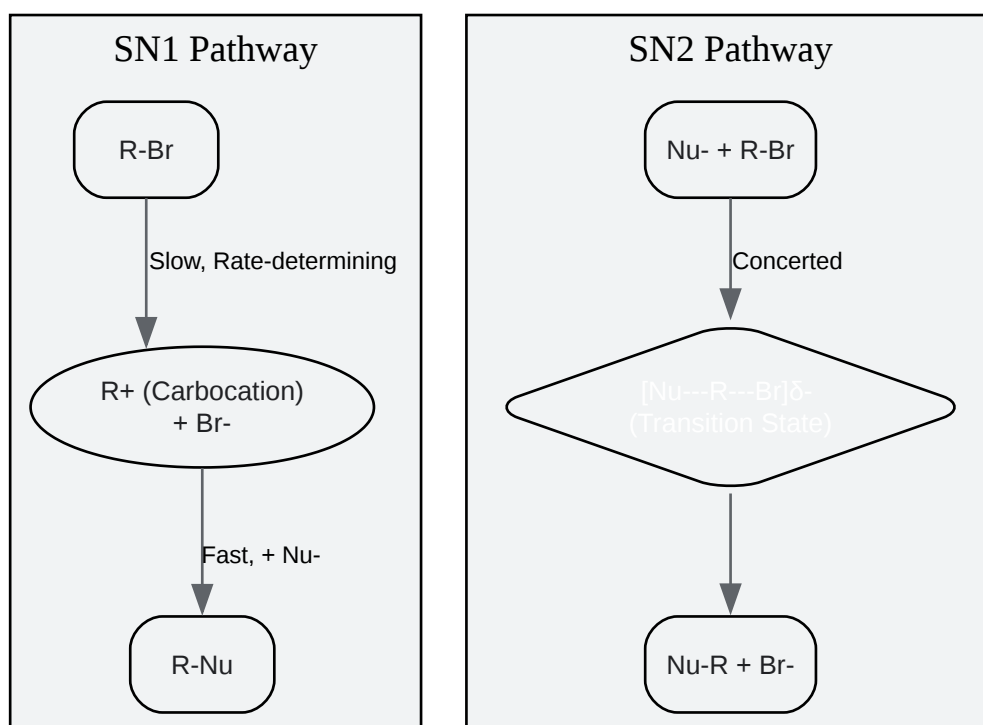 SN1 Pathway
R-Br
Slow, Rate-determining
R+ (Carbocation)
+ Br-
Fast, + Nu-
R-Nu
SN2 Pathway
Nu- + R-Br
Concerted
[Nu---R---Br]δ-
(Transition State)
Nu-R + Br-